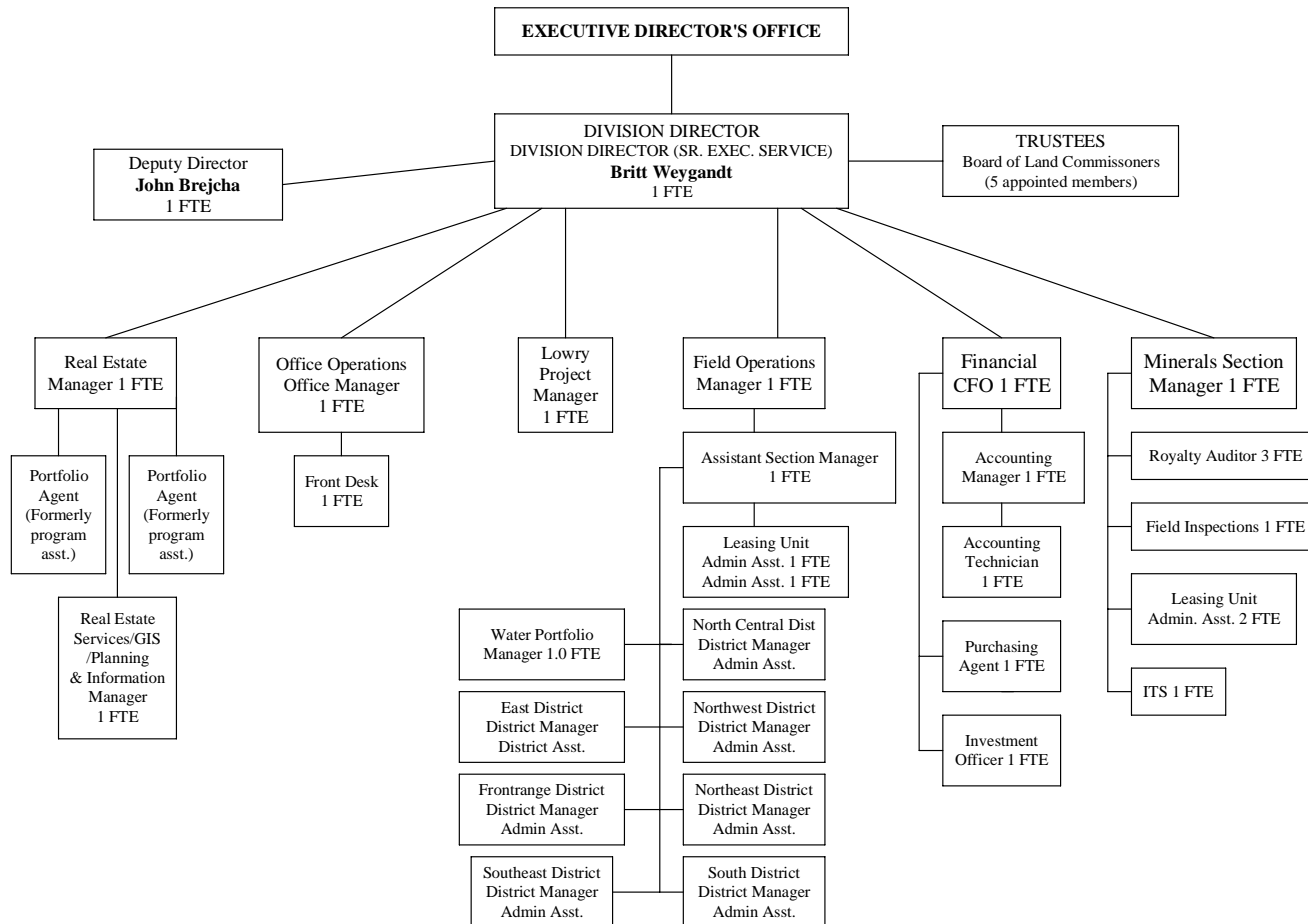 EXECUTIVE DIRECTOR'S OFFICE
DIVISION DIRECTOR
DIVISION DIRECTOR (SR. EXEC. SERVICE)
Britt Weygandt
1 FTE
Deputy Director
John Brejcha
1 FTE
TRUSTEES
Board of Land Commissoners
(5 appointed members)
Real Estate
Manager 1 FTE
Office Operations
Office Manager
1 FTE
Lowry
Project
Manager
1 FTE
Field Operations
Manager 1 FTE
Financial
CFO 1 FTE
Minerals Section
Manager 1 FTE
Portfolio
Agent
(Formerly
program
asst.)
Portfolio
Agent
(Formerly
program
asst.)
Real Estate
Services/GIS
/Planning
& Information
Manager
1 FTE
Front Desk
1 FTE
Assistant Section Manager
1 FTE
Leasing Unit
Admin Asst. 1 FTE
Admin Asst. 1 FTE
Water Portfolio
Manager 1.0 FTE
North Central Dist
District Manager
Admin Asst.
East District
District Manager
District Asst.
Northwest District
District Manager
Admin Asst.
Frontrange District
District Manager
Admin Asst.
Northeast District
District Manager
Admin Asst.
Southeast District
District Manager
Admin Asst.
South District
District Manager
Admin Asst.
Accounting
Manager 1 FTE
Accounting
Technician
1 FTE
Purchasing
Agent 1 FTE
Investment
Officer 1 FTE
Royalty Auditor 3 FTE
Field Inspections 1 FTE
Leasing Unit
Admin. Asst. 2 FTE
ITS 1 FTE